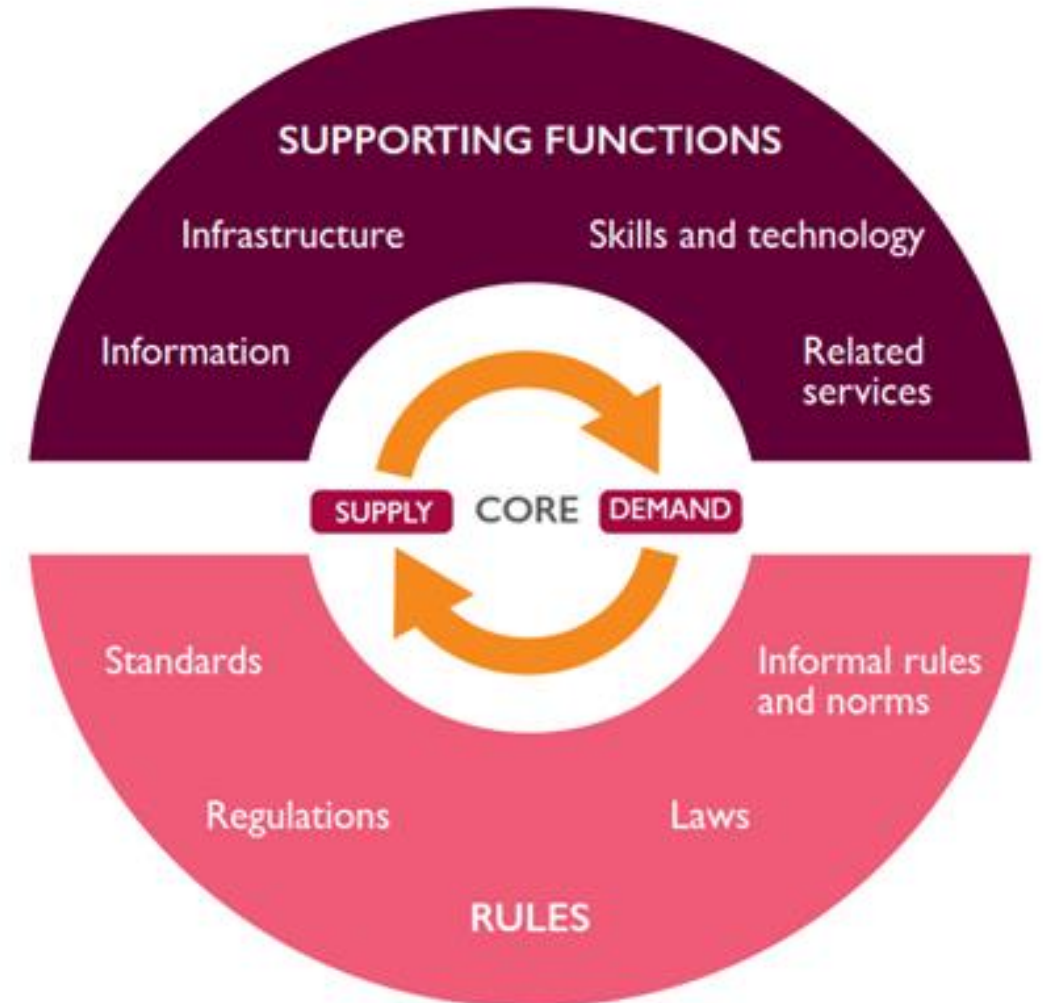 SUPPORTING FUNCTIONS
Infrastructure
Skills and technology
Information
Related
services
SUPPLY
CORE
DEMAND
Standards
Informal rules
and norms
Regulations
Laws
RULES